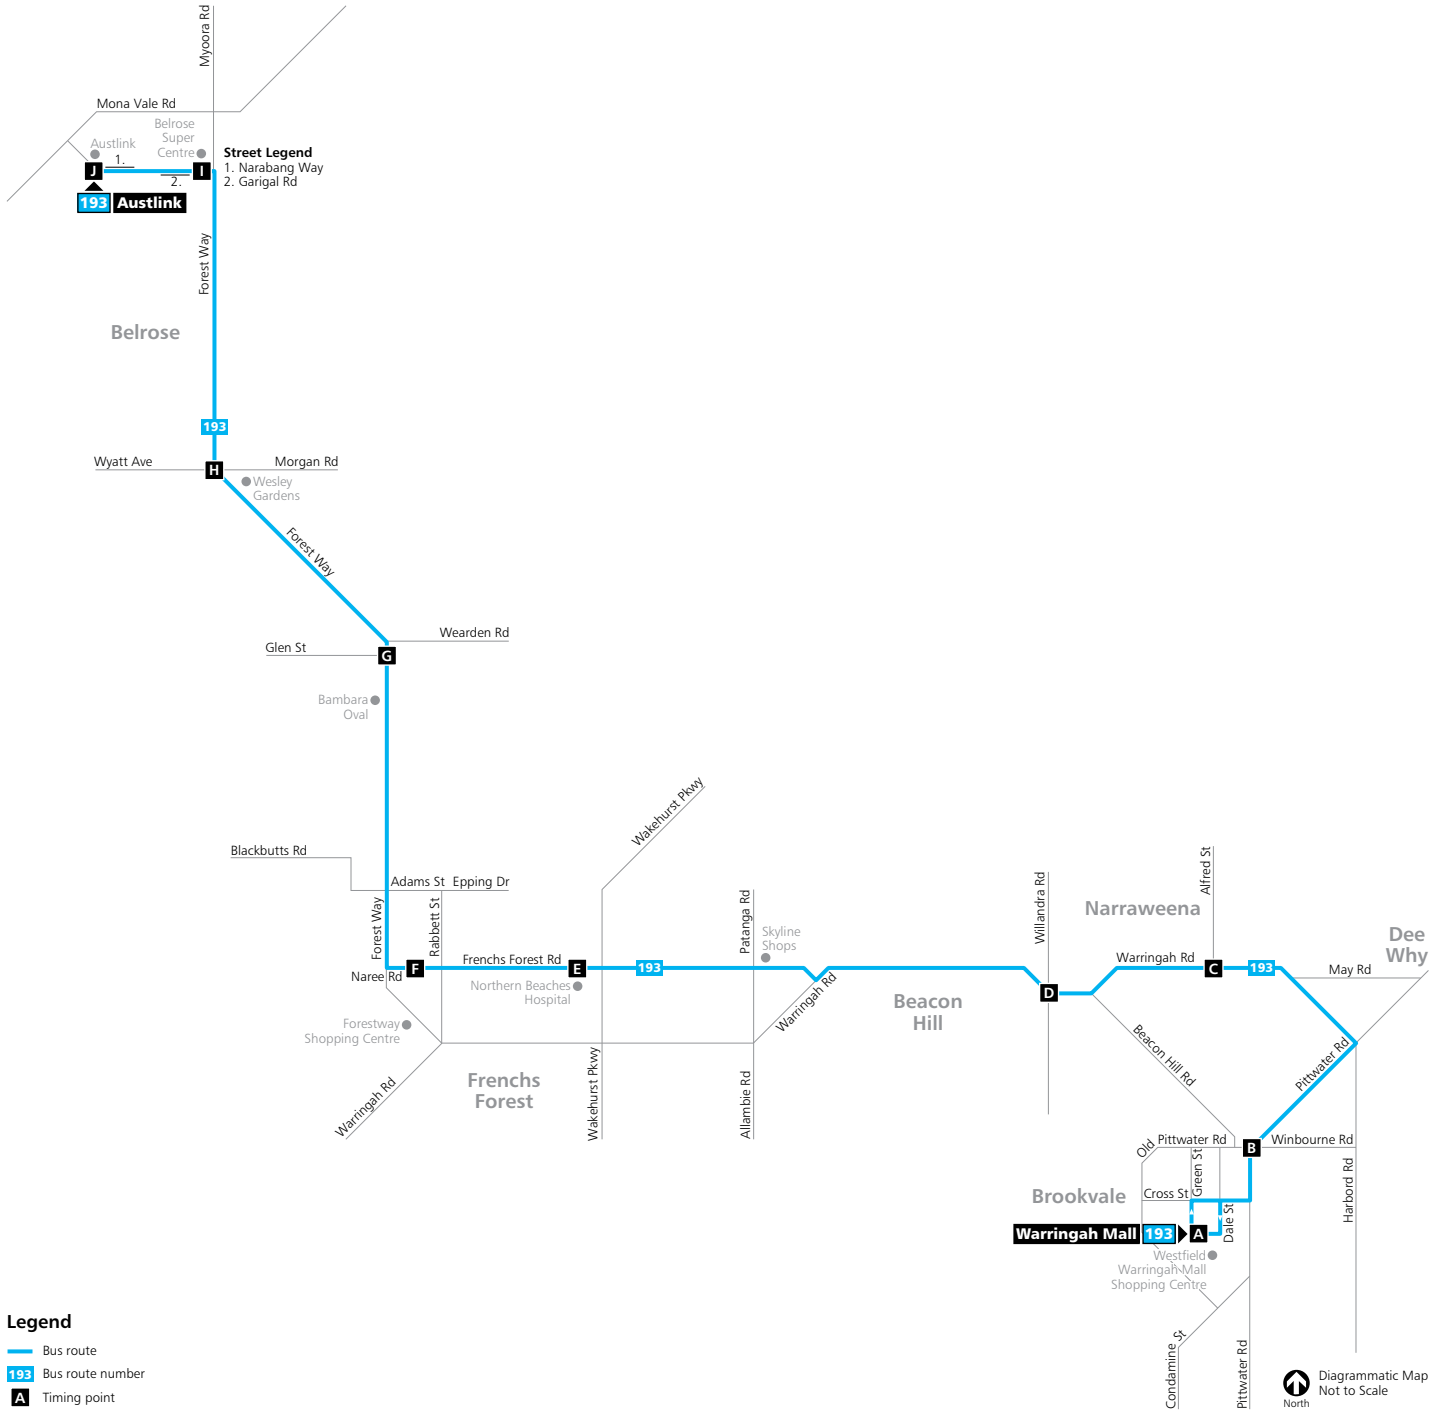 Myoora Rd
Mona Vale Rd
Belrose
Super
Centre
Austlink
Street Legend
1. Narabang Way
2. Garigal Rd
1.
J
I
2.
193 Austlink
Forest Way
Belrose
193
Wyatt Ave
H
Morgan Rd
Wesley
Gardens
Forest Way
Wearden Rd
Glen St
G
Bambara
Oval
Wakehurst Pkwy
Blackbutts Rd
Adams St
Epping Dr
Forest Way
Rabbett St
Naree Rd
F
Frenchs Forest Rd
E
193
Northern Beaches
Hospital
Patanga Rd
Skyline
Shops
Warringah Rd
Forestway
Shopping Centre
Warringah Rd
Frenchs
Forest
Wakehurst Pkwy
Allambie Rd
Beacon
Hill
Willandra Rd
D
Narraweena
Alfred St
Warringah Rd
C
193
Dee
Why
May Rd
Beacon Hill Rd
Pittwater Rd
Old
Pittwater Rd
B
Winbourne Rd
Harbord Rd
Brookvale
Cross St
Green St
Dale St
Warringah Mall 193
A
Westfield
Warringah Mall
Shopping Centre
Condamine St
Pittwater Rd
Legend
Bus route
193 Bus route number
A Timing point
North
Diagrammatic Map
Not to Scale